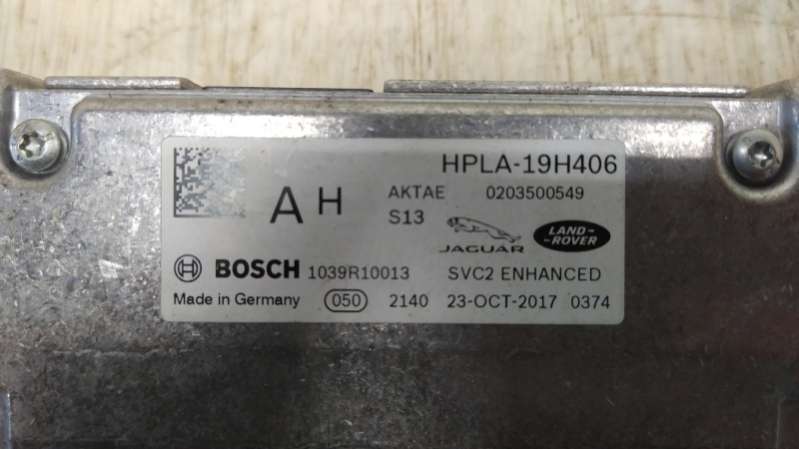 HPLA-19H406
A H AKTAE 0203500549
S13 JAGUAR LAND-
-ROVER
BOSCH 1039R10013 SVC2 ENHANCED
Made in Germany 050 2140 23-OCT-2017 0374